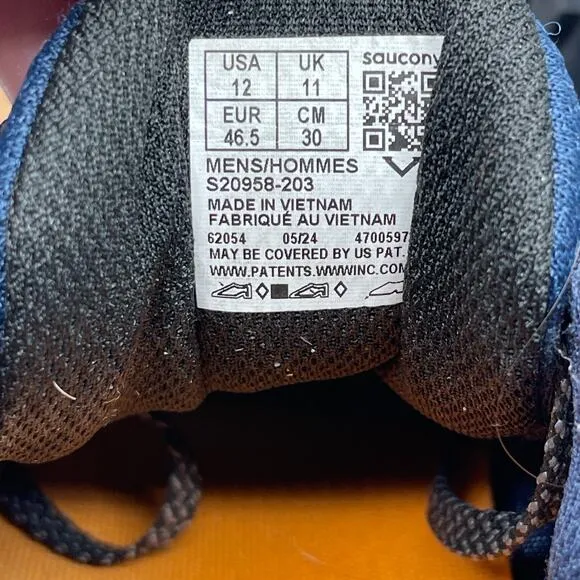 USA UK saucony
12 11
EUR CM
46.5 30
MENS/HOMMES
S20958-203
MADE IN VIETNAM
FABRIQUÉ AU VIETNAM
62054 05/24 4700597
MAY BE COVERED BY US PAT.
WWW.PATENTS.WWWINC.COM